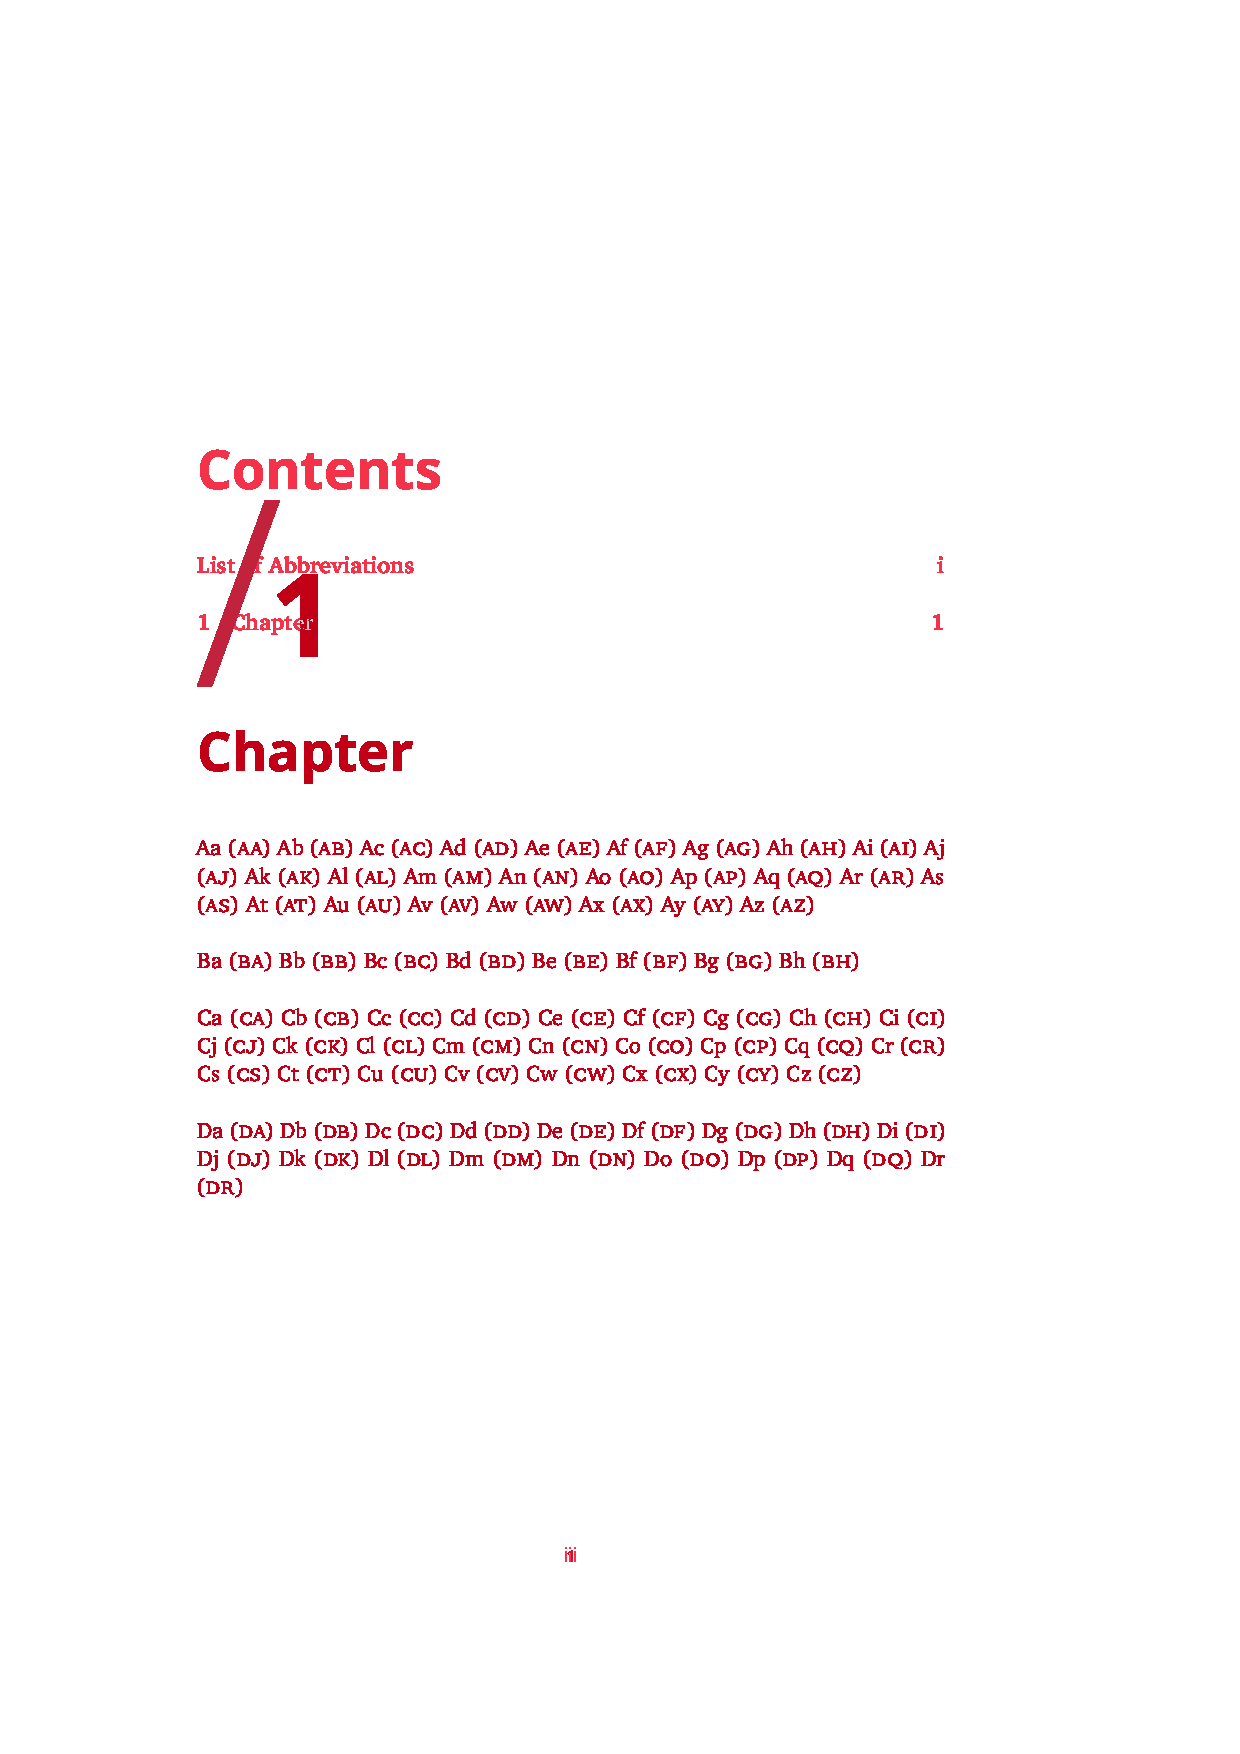 Contents
List of Abbreviations i
1
1 Chapter 1
Chapter
Aa (AA) Ab (AB) Ac (AC) Ad (AD) Ae (AE) Af (AF) Ag (AG) Ah (AH) Ai (AI) Aj
(AJ) Ak (AK) Al (AL) Am (AM) An (AN) Ao (AO) Ap (AP) Aq (AQ) Ar (AR) As
(AS) At (AT) Au (AU) Av (AV) Aw (AW) Ax (AX) Ay (AY) Az (AZ)
Ba (BA) Bb (BB) Bc (BC) Bd (BD) Be (BE) Bf (BF) Bg (BG) Bh (BH)
Ca (CA) Cb (CB) Cc (CC) Cd (CD) Ce (CE) Cf (CF) Cg (CG) Ch (CH) Ci (CI)
Cj (CJ) Ck (CK) Cl (CL) Cm (CM) Cn (CN) Co (CO) Cp (CP) Cq (CQ) Cr (CR)
Cs (CS) Ct (CT) Cu (CU) Cv (CV) Cw (CW) Cx (CX) Cy (CY) Cz (CZ)
Da (DA) Db (DB) Dc (DC) Dd (DD) De (DE) Df (DF) Dg (DG) Dh (DH) Di (DI)
Dj (DJ) Dk (DK) Dl (DL) Dm (DM) Dn (DN) Do (DO) Dp (DP) Dq (DQ) Dr
(DR)